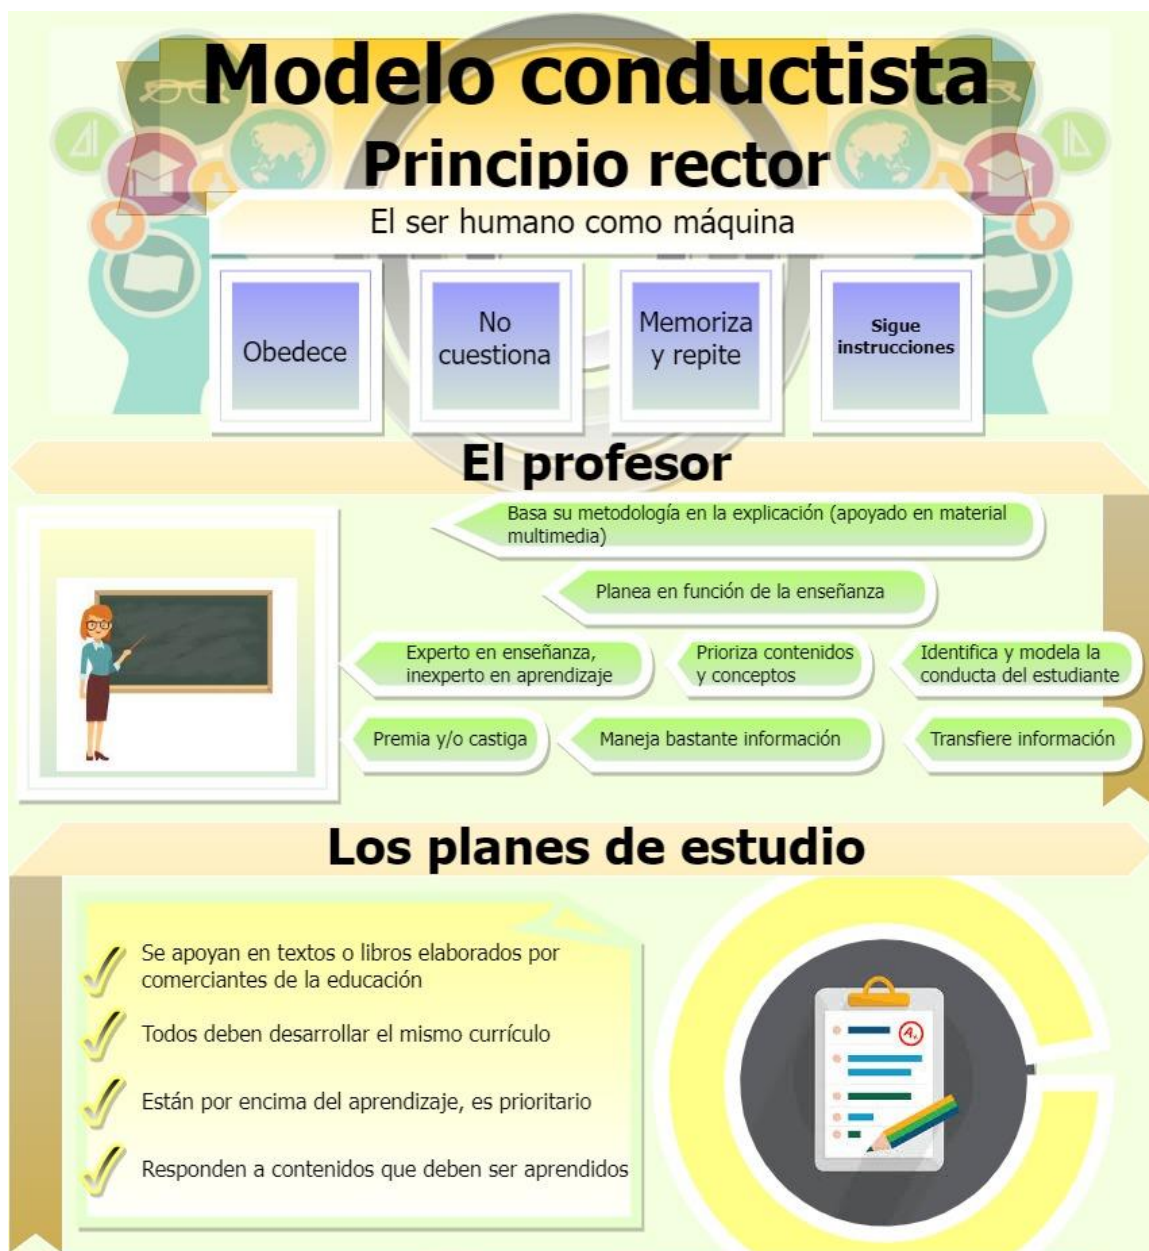 Modelo conductista
Principio rector
El ser humano como máquina
Obedece
No
cuestiona
Memoriza
y repite
Sigue
instrucciones
El profesor
Basa su metodología en la explicación (apoyado en material
multimedia)
Planea en función de la enseñanza
Experto en enseñanza,
inexperto en aprendizaje
Prioriza contenidos
y conceptos
Identifica y modela la
conducta del estudiante
Premia y/o castiga
Maneja bastante información
Transfiere información
Los planes de estudio
Se apoyan en textos o libros elaborados por
comerciantes de la educación
Todos deben desarrollar el mismo currículo
Están por encima del aprendizaje, es prioritario
Responden a contenidos que deben ser aprendidos
A+